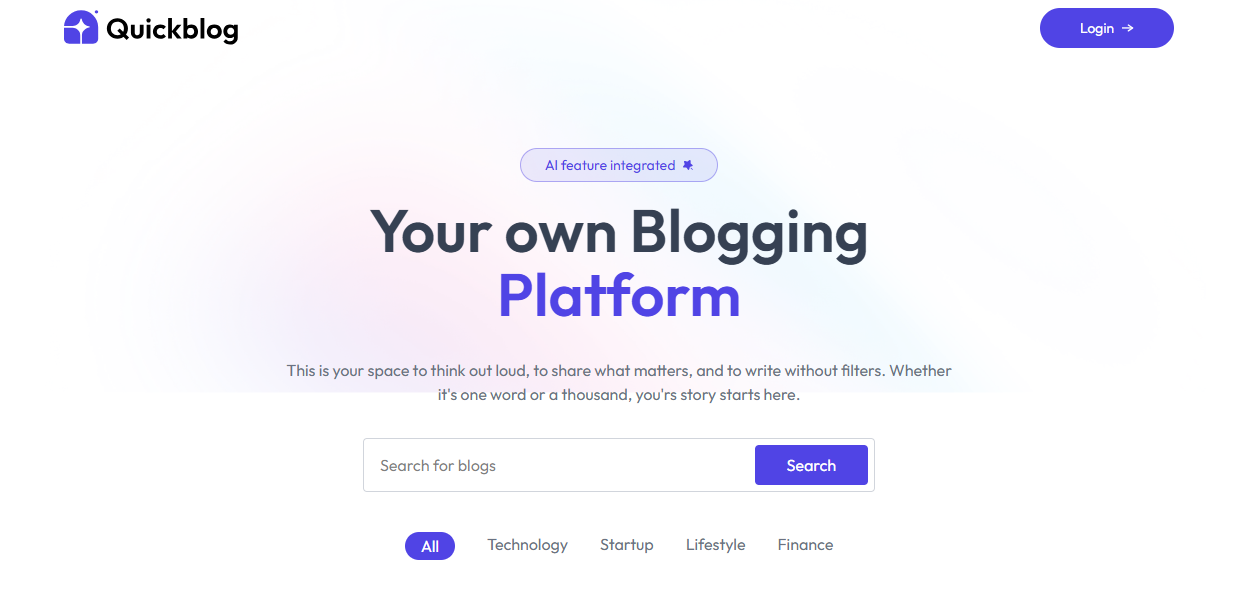 Quickblog
Login →
AI feature integrated
Your own Blogging
Platform
This is your space to think out loud, to share what matters, and to write without filters. Whether
it's one word or a thousand, you'rs story starts here.
Search for blogs
Search
All Technology Startup Lifestyle Finance